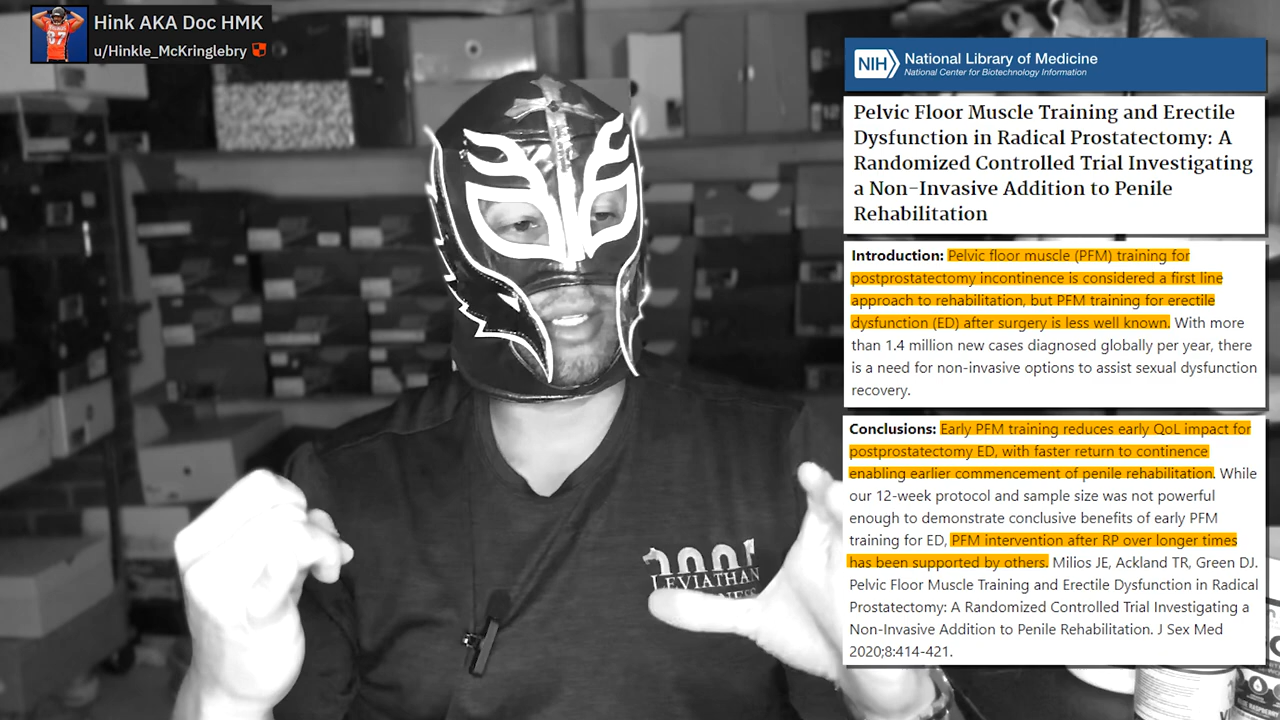 Hink AKA Doc HMK
u/Hinkle_McKringlebry
87
NIH
National Library of Medicine
National Center for Biotechnology Information
Pelvic Floor Muscle Training and Erectile
Dysfunction in Radical Prostatectomy: A
Randomized Controlled Trial Investigating
a Non-Invasive Addition to Penile
Rehabilitation
Introduction: Pelvic floor muscle (PFM) training for
postprostatectomy incontinence is considered a first line
approach to rehabilitation, but PFM training for erectile
dysfunction (ED) after surgery is less well known. With more
than 1.4 million new cases diagnosed globally per year, there
is a need for non-invasive options to assist sexual dysfunction
recovery.
Conclusions: Early PFM training reduces early QoL impact for
postprostatectomy ED, with faster return to continence
enabling earlier commencement of penile rehabilitation. While
our 12-week protocol and sample size was not powerful
enough to demonstrate conclusive benefits of early PFM
training for ED, PFM intervention after RP over longer times
has been supported by others. Milios JE, Ackland TR, Green DJ.
Pelvic Floor Muscle Training and Erectile Dysfunction in Radical
Prostatectomy: A Randomized Controlled Trial Investigating a
Non-Invasive Addition to Penile Rehabilitation. J Sex Med
2020;8:414-421.
LEVIATHAN